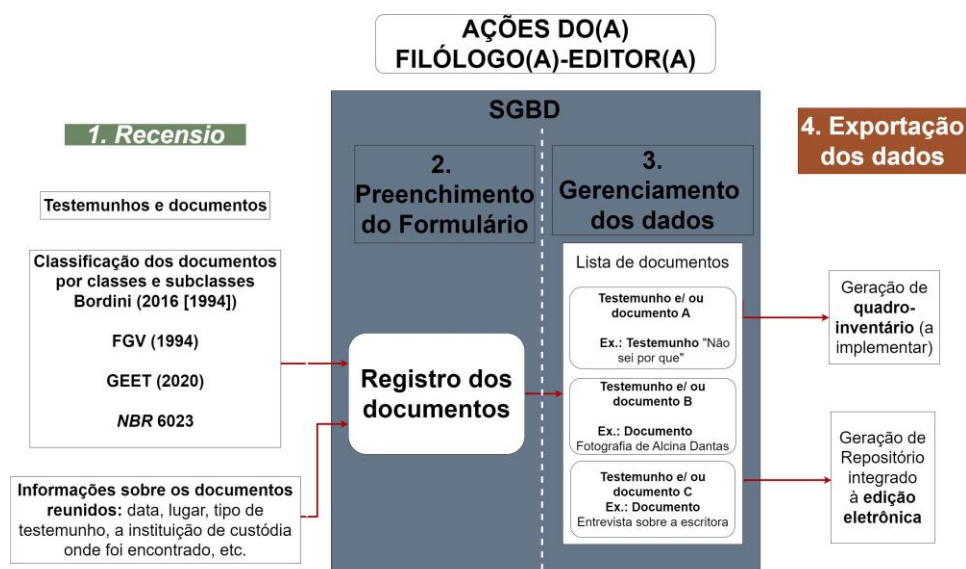 AÇÕES DO(A)
FILÓLOGO(A)-EDITOR(A)
SGBD
1. Recensio
Testemunhos e documentos
Classificação dos documentos
por classes e subclasses
Bordini (2016 [1994])
FGV (1994)
GEET (2020)
NBR 6023
Informações sobre os documentos
reunidos: data, lugar, tipo de
testemunho, a instituição de custódia
onde foi encontrado, etc.
2.
Preenchimento
do Formulário
Registro dos
documentos
3.
Gerenciamento
dos dados
Lista de documentos
Testemunho e/ ou
documento A
Ex.: Testemunho "Não
sei por que"
Testemunho e/ ou
documento B
Ex.: Documento
Fotografia de Alcina Dantas
Testemunho e/ ou
documento C
Ex.: Documento
Entrevista sobre a escritora
4. Exportação
dos dados
Geração de
quadro-
inventário (a
implementar)
Geração de
Repositório
integrado
à edição
eletrônica